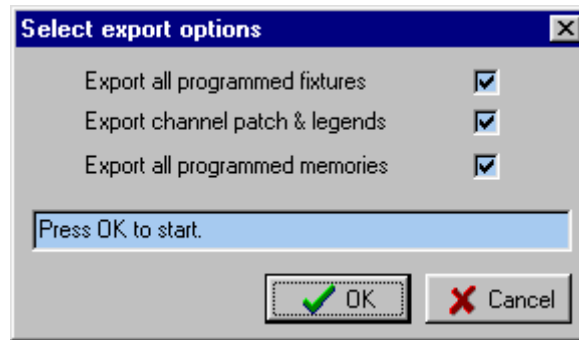 Select export options
Export all programmed fixtures
Export channel patch & legends
Export all programmed memories
Press OK to start.
OK Cancel